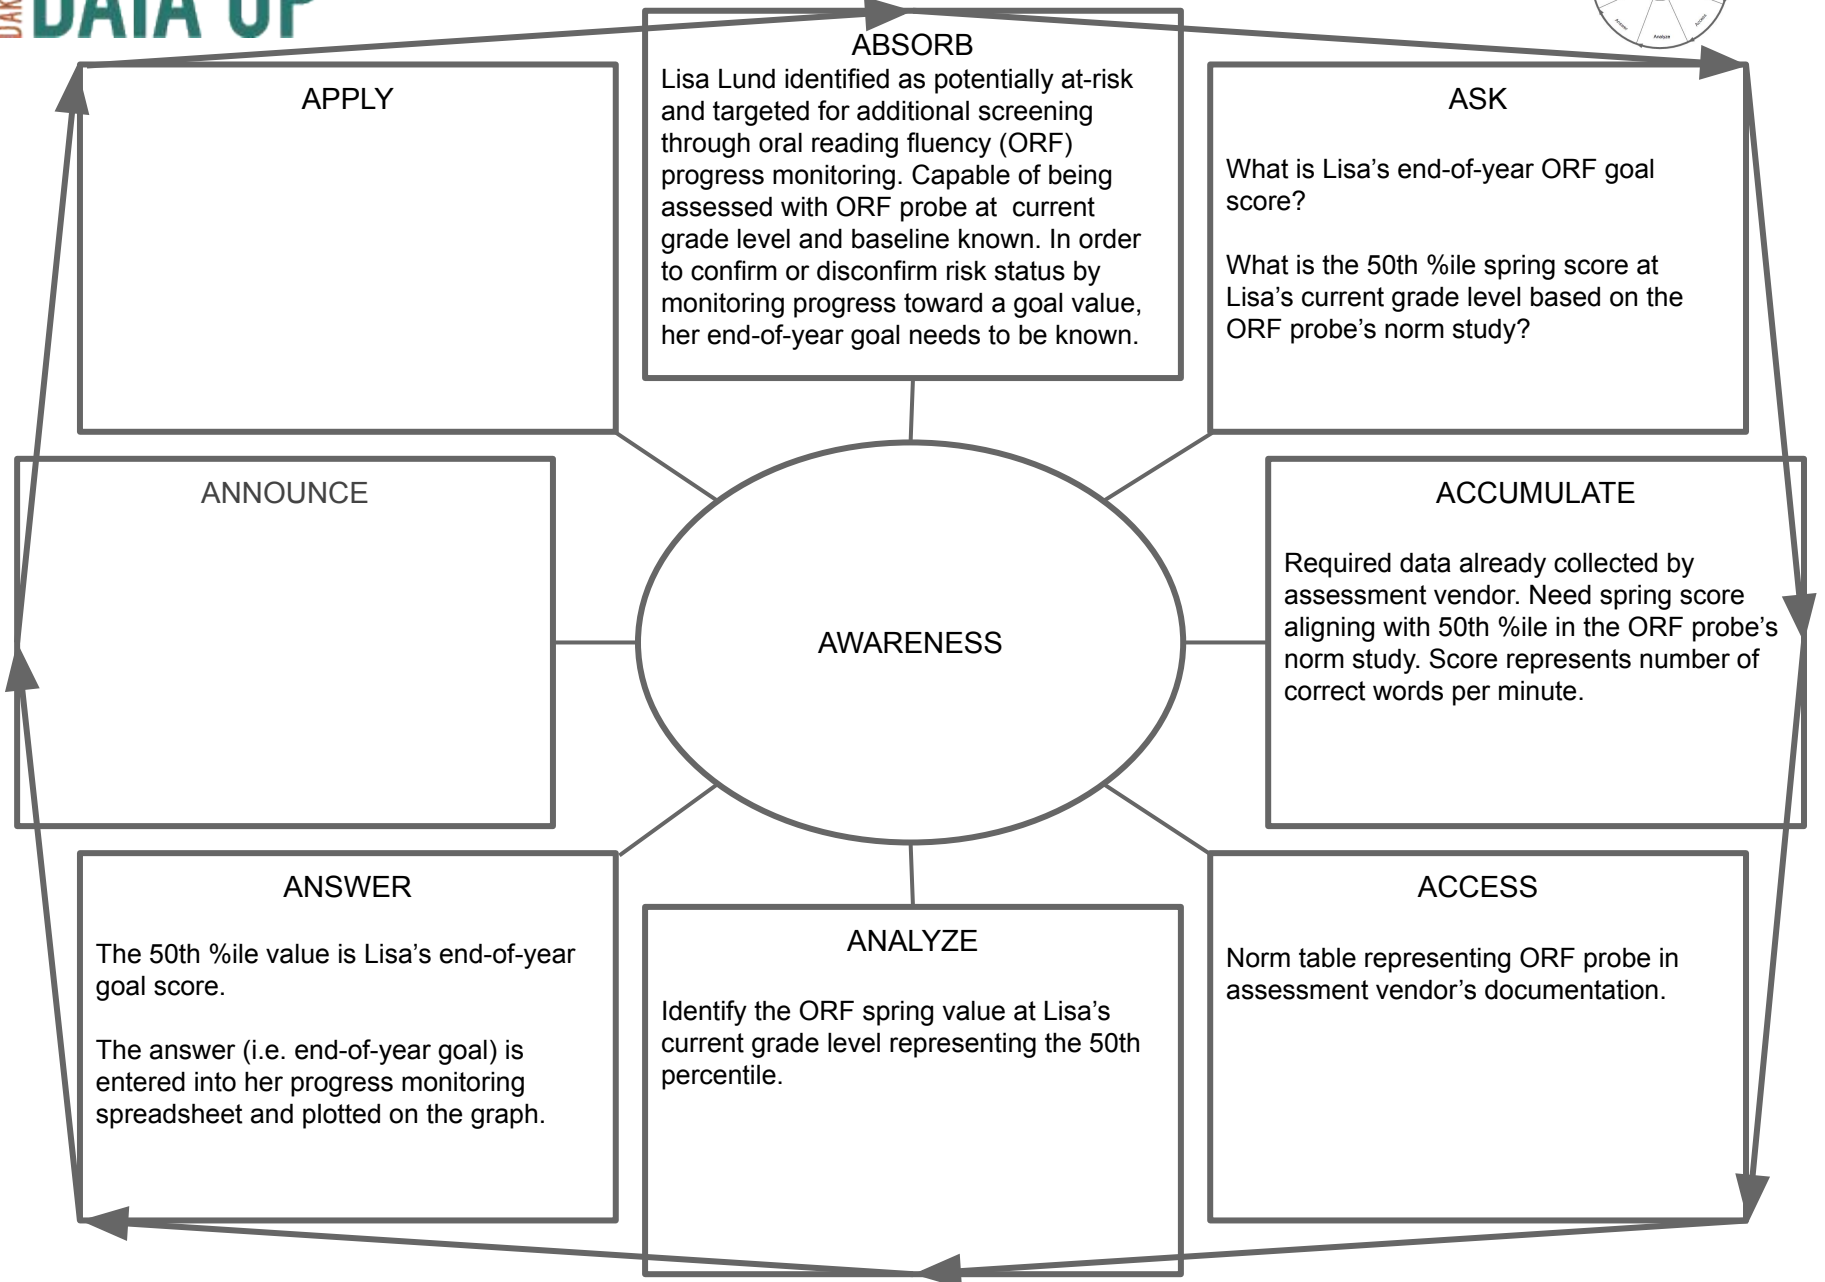 DATA UP
ABSORB
Lisa Lund identified as potentially at-risk
and targeted for additional screening
through oral reading fluency (ORF)
progress monitoring. Capable of being
assessed with ORF probe at  current
grade level and baseline known. In order
to confirm or disconfirm risk status by
monitoring progress toward a goal value,
her end-of-year goal needs to be known.
Answer
Analyze
Access
APPLY
ASK
What is Lisa’s end-of-year ORF goal
score?
What is the 50th %ile spring score at
Lisa’s current grade level based on the
ORF probe’s norm study?
ANNOUNCE
AWARENESS
ACCUMULATE
Required data already collected by
assessment vendor. Need spring score
aligning with 50th %ile in the ORF probe’s
norm study. Score represents number of
correct words per minute.
ANSWER
The 50th %ile value is Lisa’s end-of-year
goal score.
The answer (i.e. end-of-year goal) is
entered into her progress monitoring
spreadsheet and plotted on the graph.
ANALYZE
Identify the ORF spring value at Lisa’s
current grade level representing the 50th
percentile.
ACCESS
Norm table representing ORF probe in
assessment vendor’s documentation.